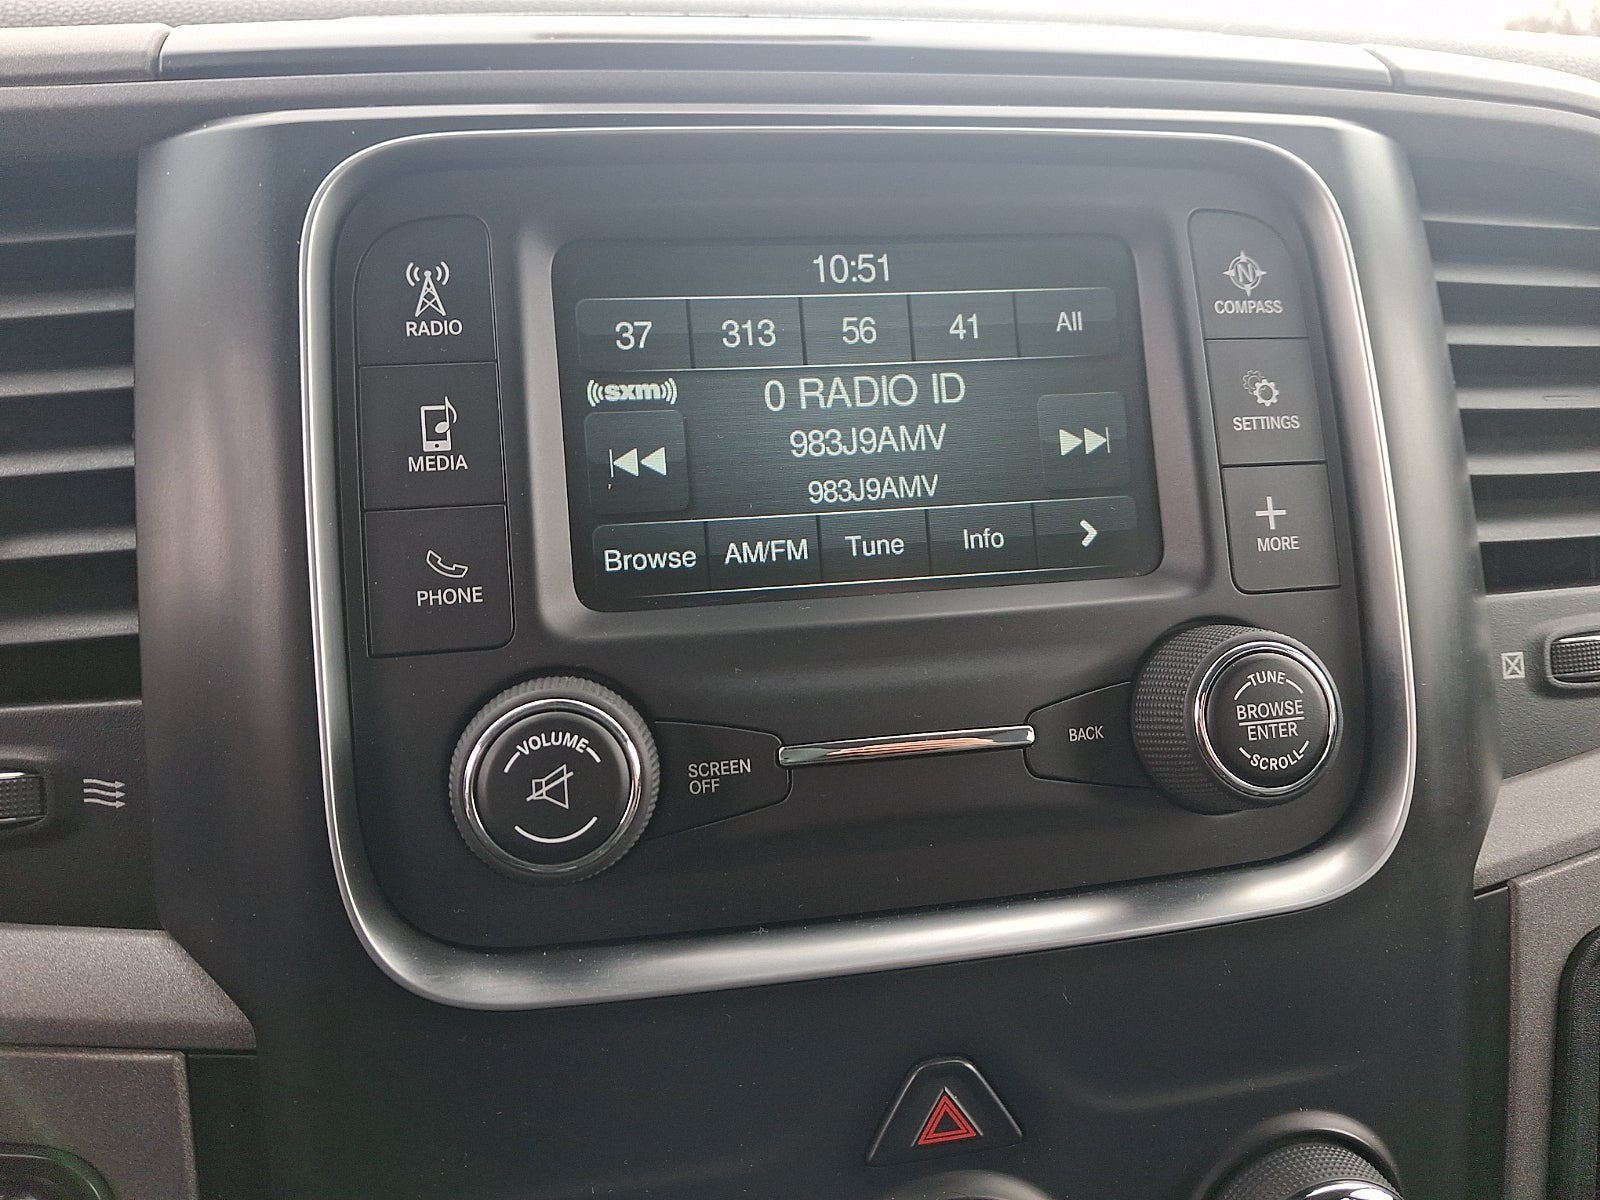 10:51
37 313 56 41 All
sxm 0 RADIO ID
983J9AMV
983J9AMV
Browse AM/FM Tune Info
RADIO
MEDIA
PHONE
N
COMPASS
SETTINGS
MORE
VOLUME
SCREEN
OFF
BACK
TUNE
BROWSE
ENTER
SCROLL